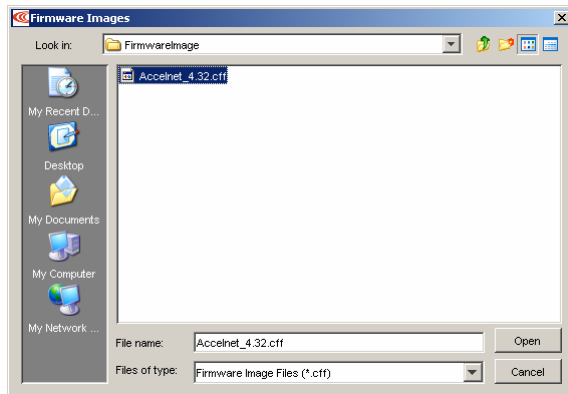 Firmware Images
Look in: FirmwareImage
Accelnet_4.32.cff
My Recent D...
Desktop
My Documents
My Computer
My Network ...
File name: Accelnet_4.32.cff Open
Files of type: Firmware Image Files (*.cff) Cancel